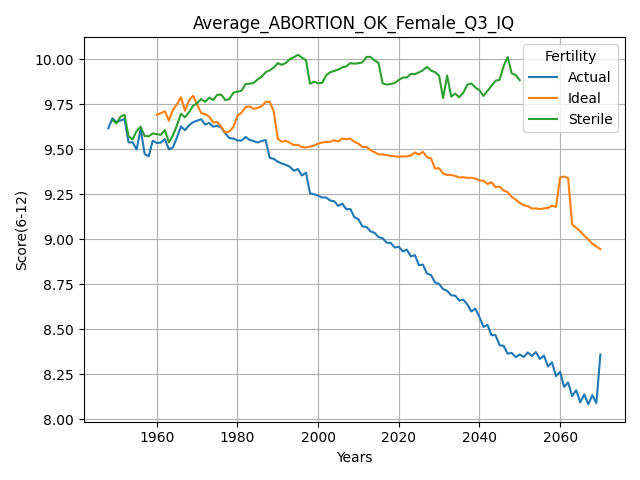 Average_ABORTION_OK_Female_Q3_IQ
Fertility
Actual
Ideal
Sterile
Score(6-12)
10.00
9.75
9.50
9.25
9.00
8.75
8.50
8.25
8.00
1960 1980 2000 2020 2040 2060
Years